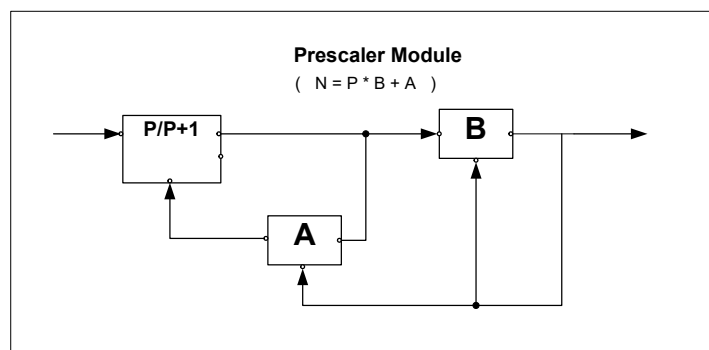 Prescaler Module
( N = P * B + A )
P/P+1
B
A